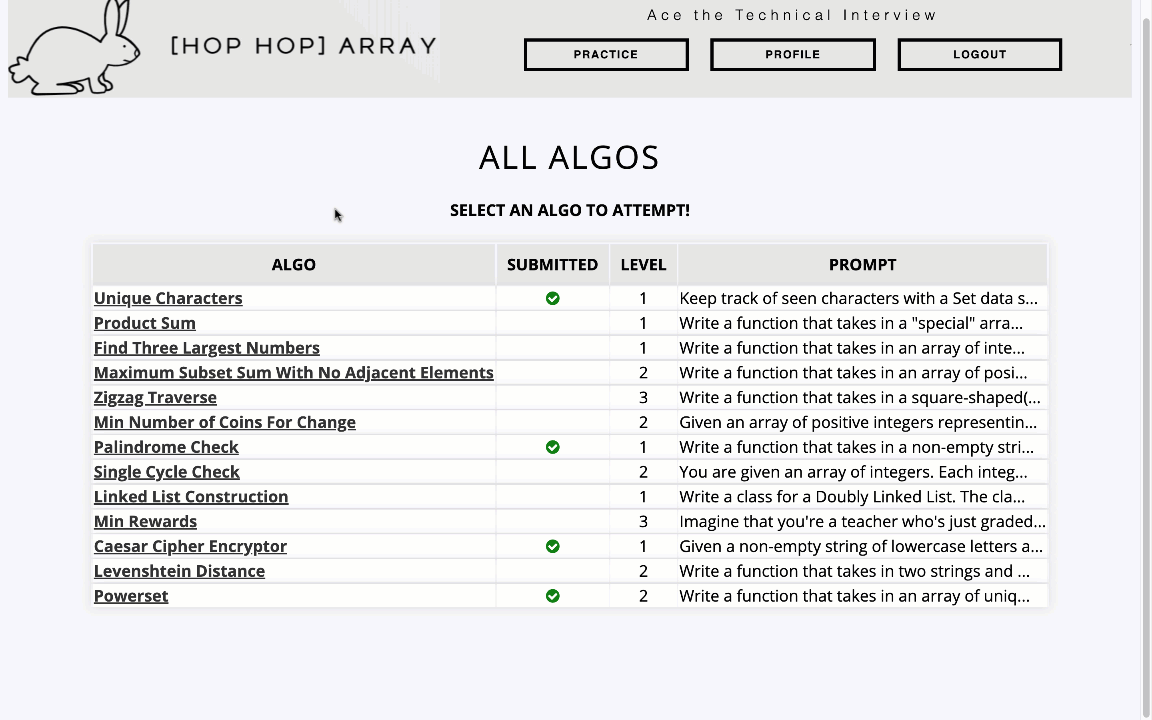 Ace the Technical Interview
[HOP HOP] ARRAY
PRACTICE PROFILE LOGOUT
ALL ALGOS
SELECT AN ALGO TO ATTEMPT!
ALGO SUBMITTED LEVEL PROMPT
Unique Characters 1 Keep track of seen characters with a Set data s...
Product Sum 1 Write a function that takes in a "special" arra...
Find Three Largest Numbers 1 Write a function that takes in an array of inte...
Maximum Subset Sum With No Adjacent Elements 2 Write a function that takes in an array of posi...
Zigzag Traverse 3 Write a function that takes in a square-shaped(...
Min Number of Coins For Change 2 Given an array of positive integers representin...
Palindrome Check 1 Write a function that takes in a non-empty stri...
Single Cycle Check 2 You are given an array of integers. Each integ...
Linked List Construction 1 Write a class for a Doubly Linked List. The cla...
Min Rewards 3 Imagine that you're a teacher who's just graded...
Caesar Cipher Encryptor 1 Given a non-empty string of lowercase letters a...
Levenshtein Distance 2 Write a function that takes in two strings and ...
Powerset 2 Write a function that takes in an array of uniq...